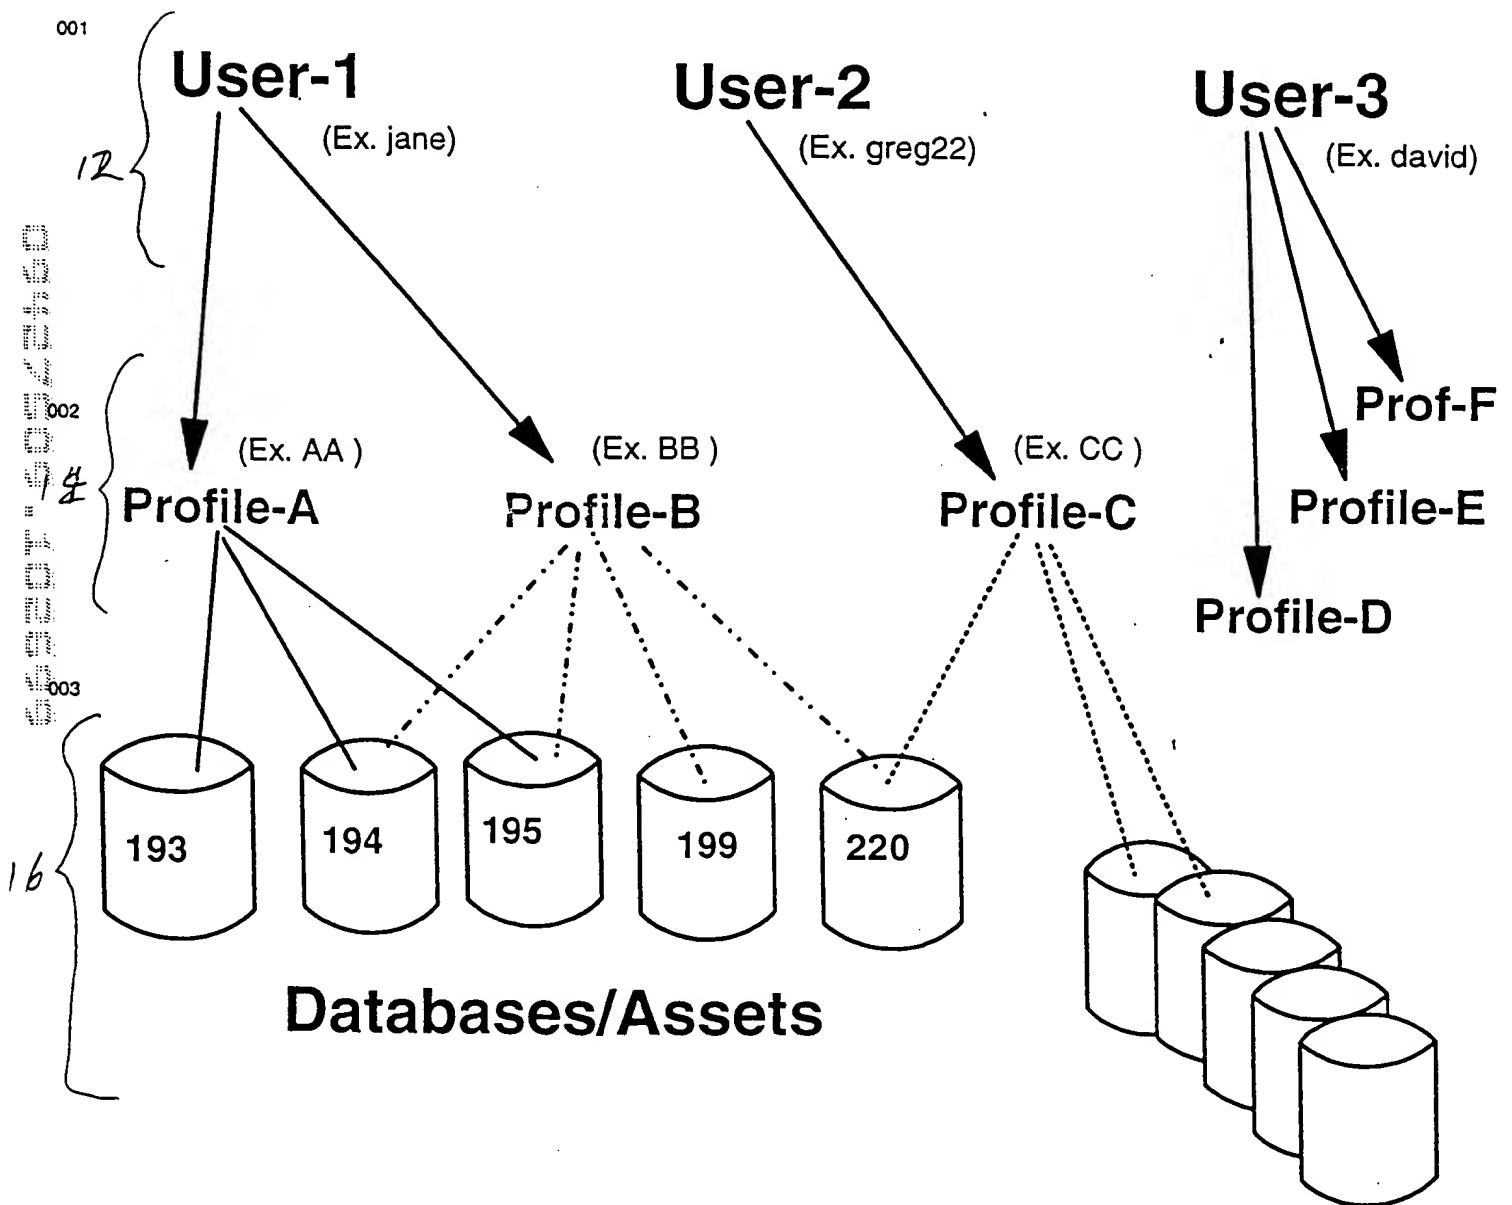 001
User-1
User-2
User-3
(Ex. jane)
(Ex. greg22)
(Ex. david)
12
Prof-F
002
(Ex. AA )
(Ex. BB )
(Ex. CC )
14
Profile-A
Profile-B
Profile-C
Profile-E
Profile-D
003
193
194
195
199
220
16
Databases/Assets